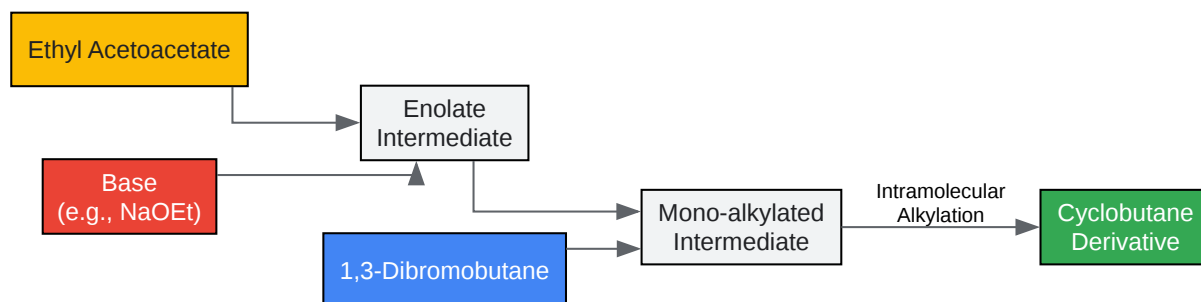 Ethyl Acetoacetate
Enolate
Intermediate
Base
(e.g., NaOEt)
Mono-alkylated
Intermediate
1,3-Dibromobutane
Intramolecular
Alkylation
Cyclobutane
Derivative